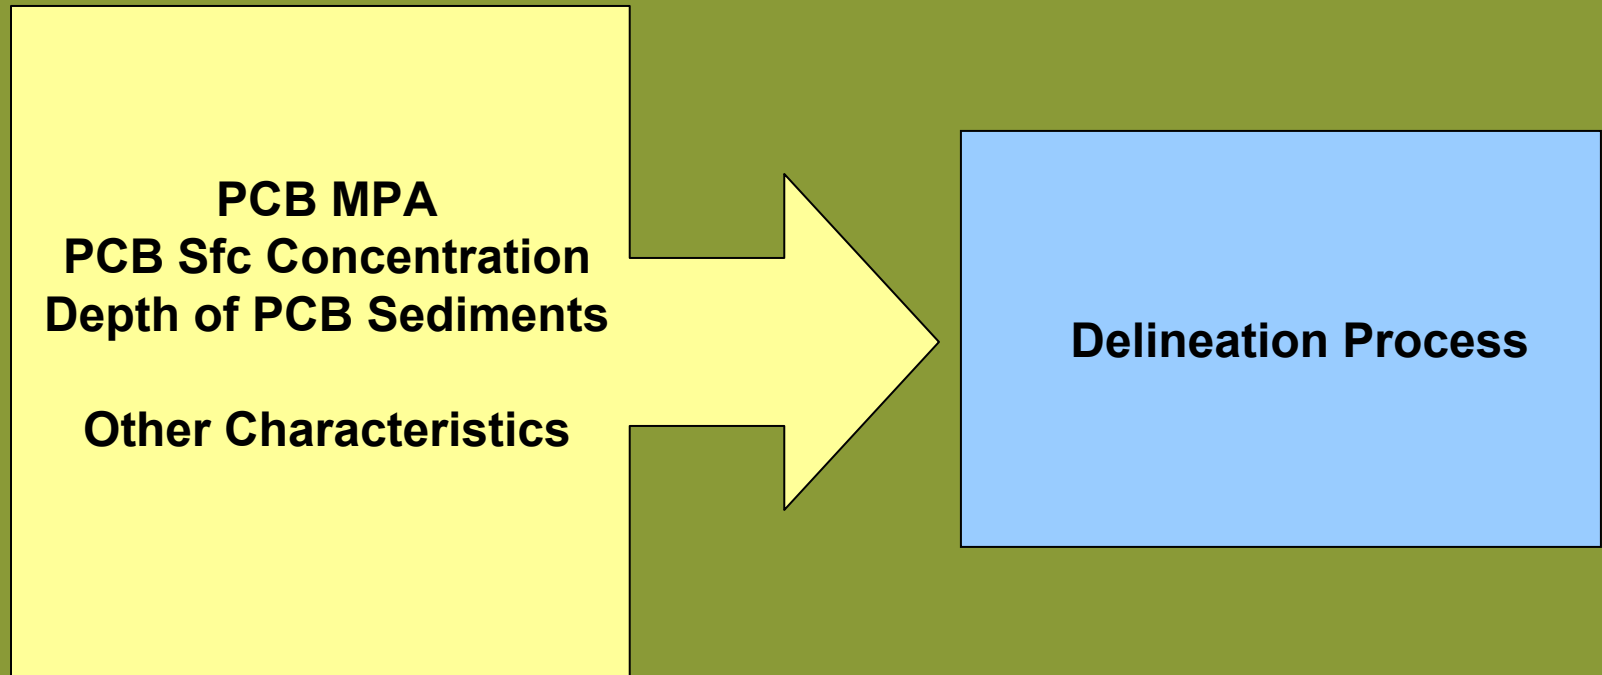 PCB MPA
PCB Sfc Concentration
Depth of PCB Sediments
Other Characteristics
Delineation Process